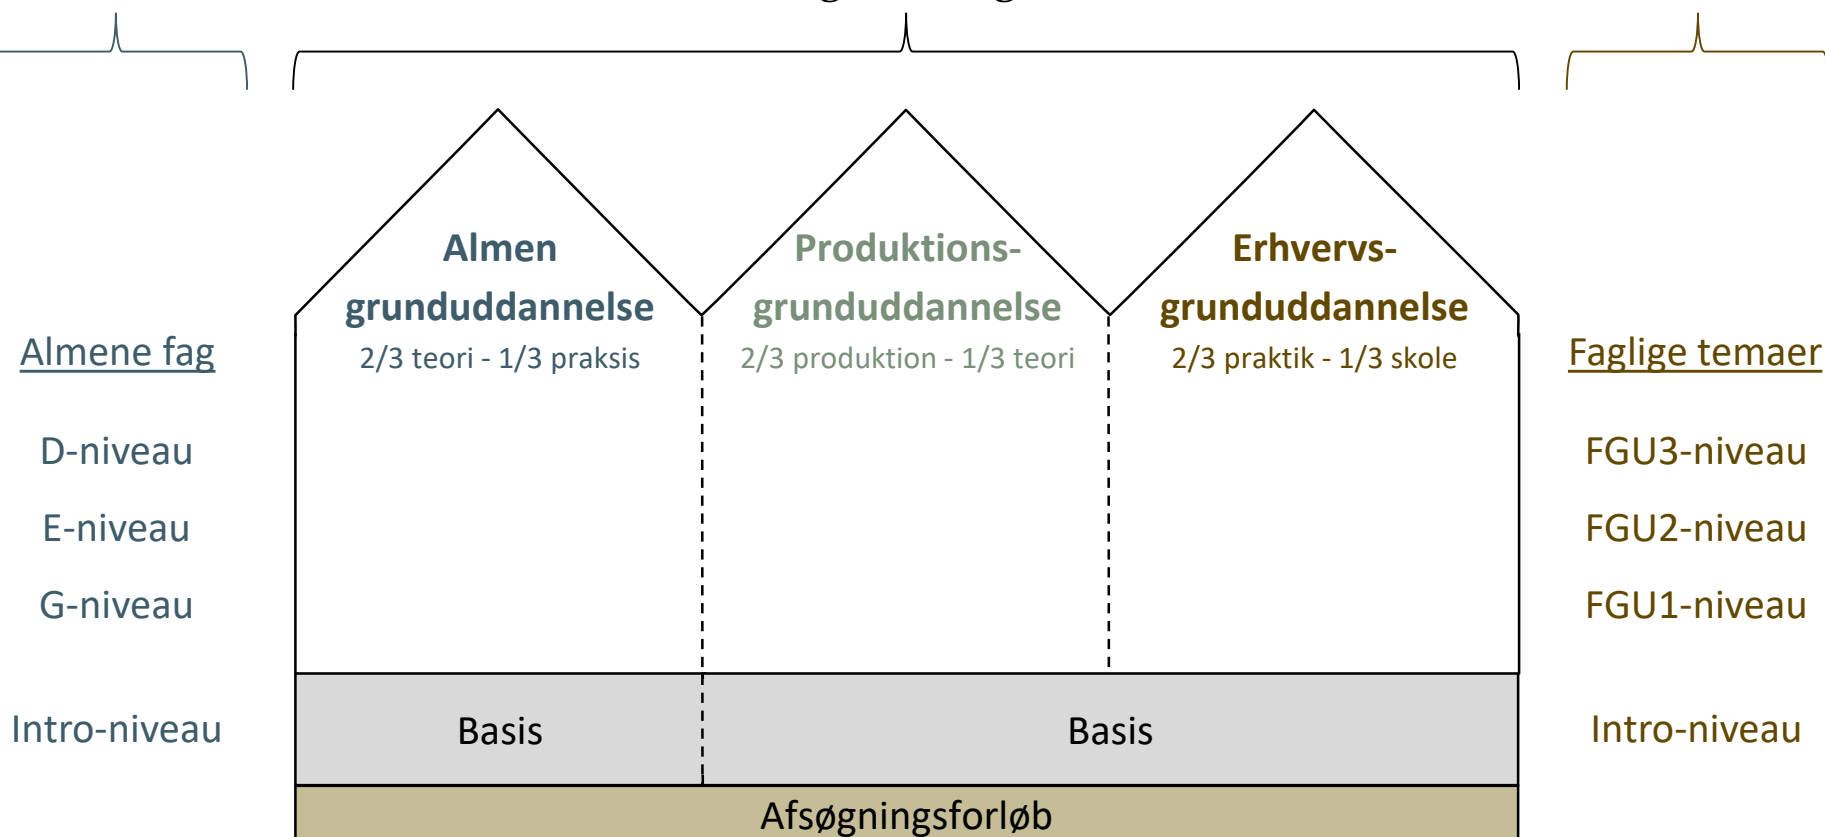 Almene fag
D-niveau
E-niveau
G-niveau
Intro-niveau
Almen
grunduddannelse
2/3 teori - 1/3 praksis
Produktions-
grunduddannelse
2/3 produktion - 1/3 teori
Erhvervs-
grunduddannelse
2/3 praktik - 1/3 skole
Basis
Basis
Afsøgningsforløb
Faglige temaer
FGU3-niveau
FGU2-niveau
FGU1-niveau
Intro-niveau